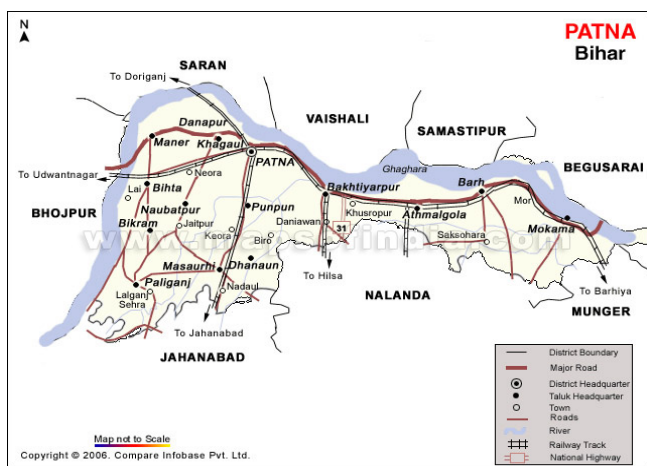 N
PATNA
Bihar
SARAN
To Doriganj
VAISHALI
Danapur
SAMASTIPUR
Maner
Khagaul
Ghaghara
BEGUSARAI
PATNA
To Udwantnagar
Neora
Lai
Bihta
Bakhtiyarpur
Barh
Mor
BHOJPUR
Naubatpur
Punpun
Khusropur
Athmalgola
Mokama
Bikram
Jaitpur
Keora
Biro
Daniawan
31
Saksohara
www.mapsofindia.com
Masaurhi
Dhanaun
To Hilsa
Paliganj
Lalganj
Sehra
Nadaul
NALANDA
To Barhiya
MUNGER
To Jahanabad
JAHANABAD
District Boundary
Major Road
District Headquarter
Taluk Headquarter
Town
Roads
River
Railway Track
National Highway
Map not to Scale
Copyright © 2006. Compare Infobase Pvt. Ltd.